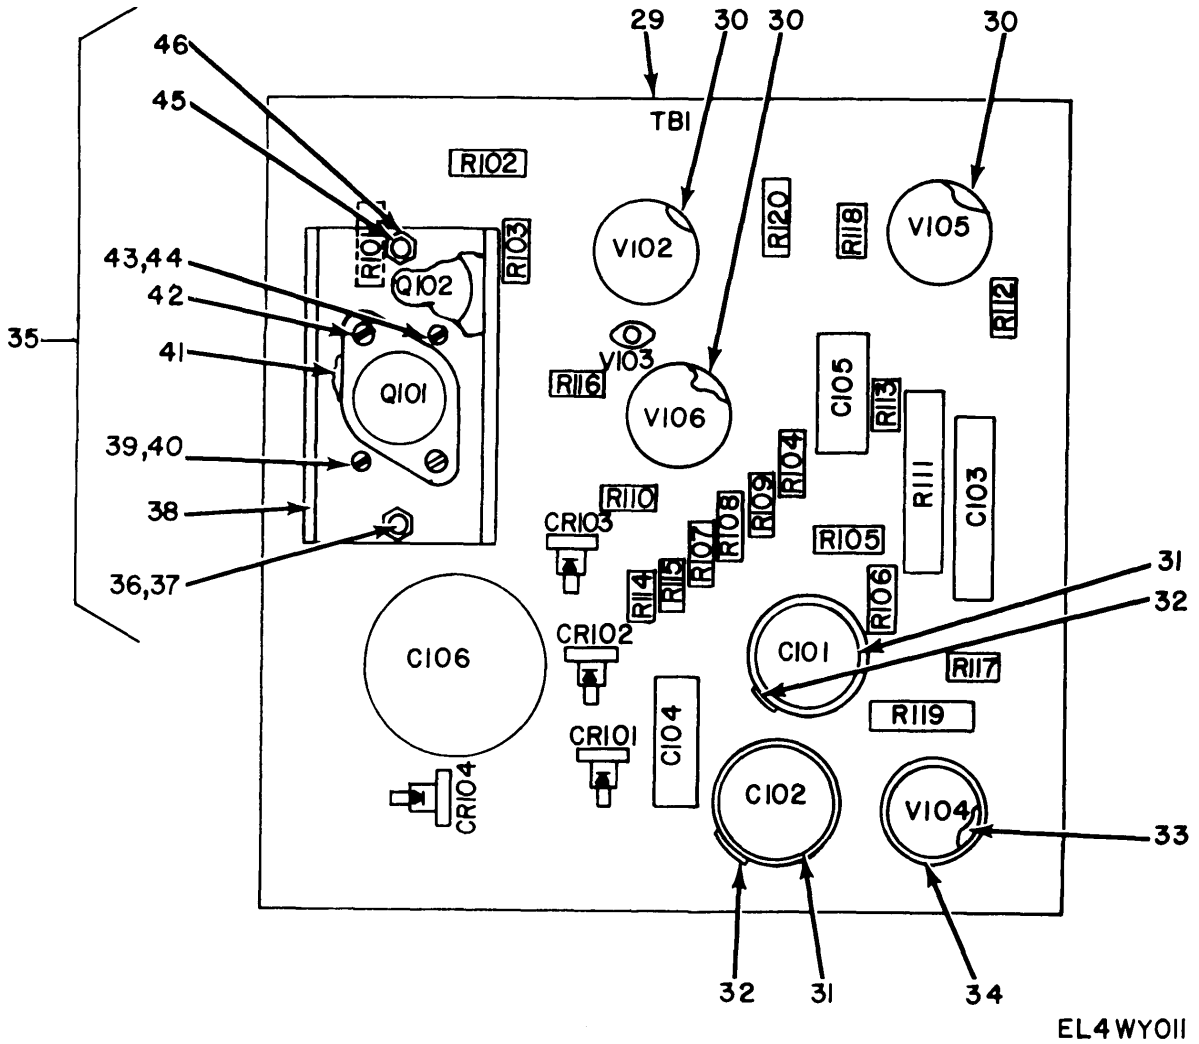 29
30
30
30
46
45
TB1
R102
R101
R103
R120
R118
V105
V102
43,44
Q102
42
R112
35
41
V103
R116
C105
R113
Q101
V106
39,40
R104
R111
C103
38
R110
R109
R108
CR103
R107
R105
36,37
R114
R115
R106
31
32
CR102
C106
C101
R117
R119
CR101
C104
CR104
C102
V104
33
32
31
34
EL4WY011